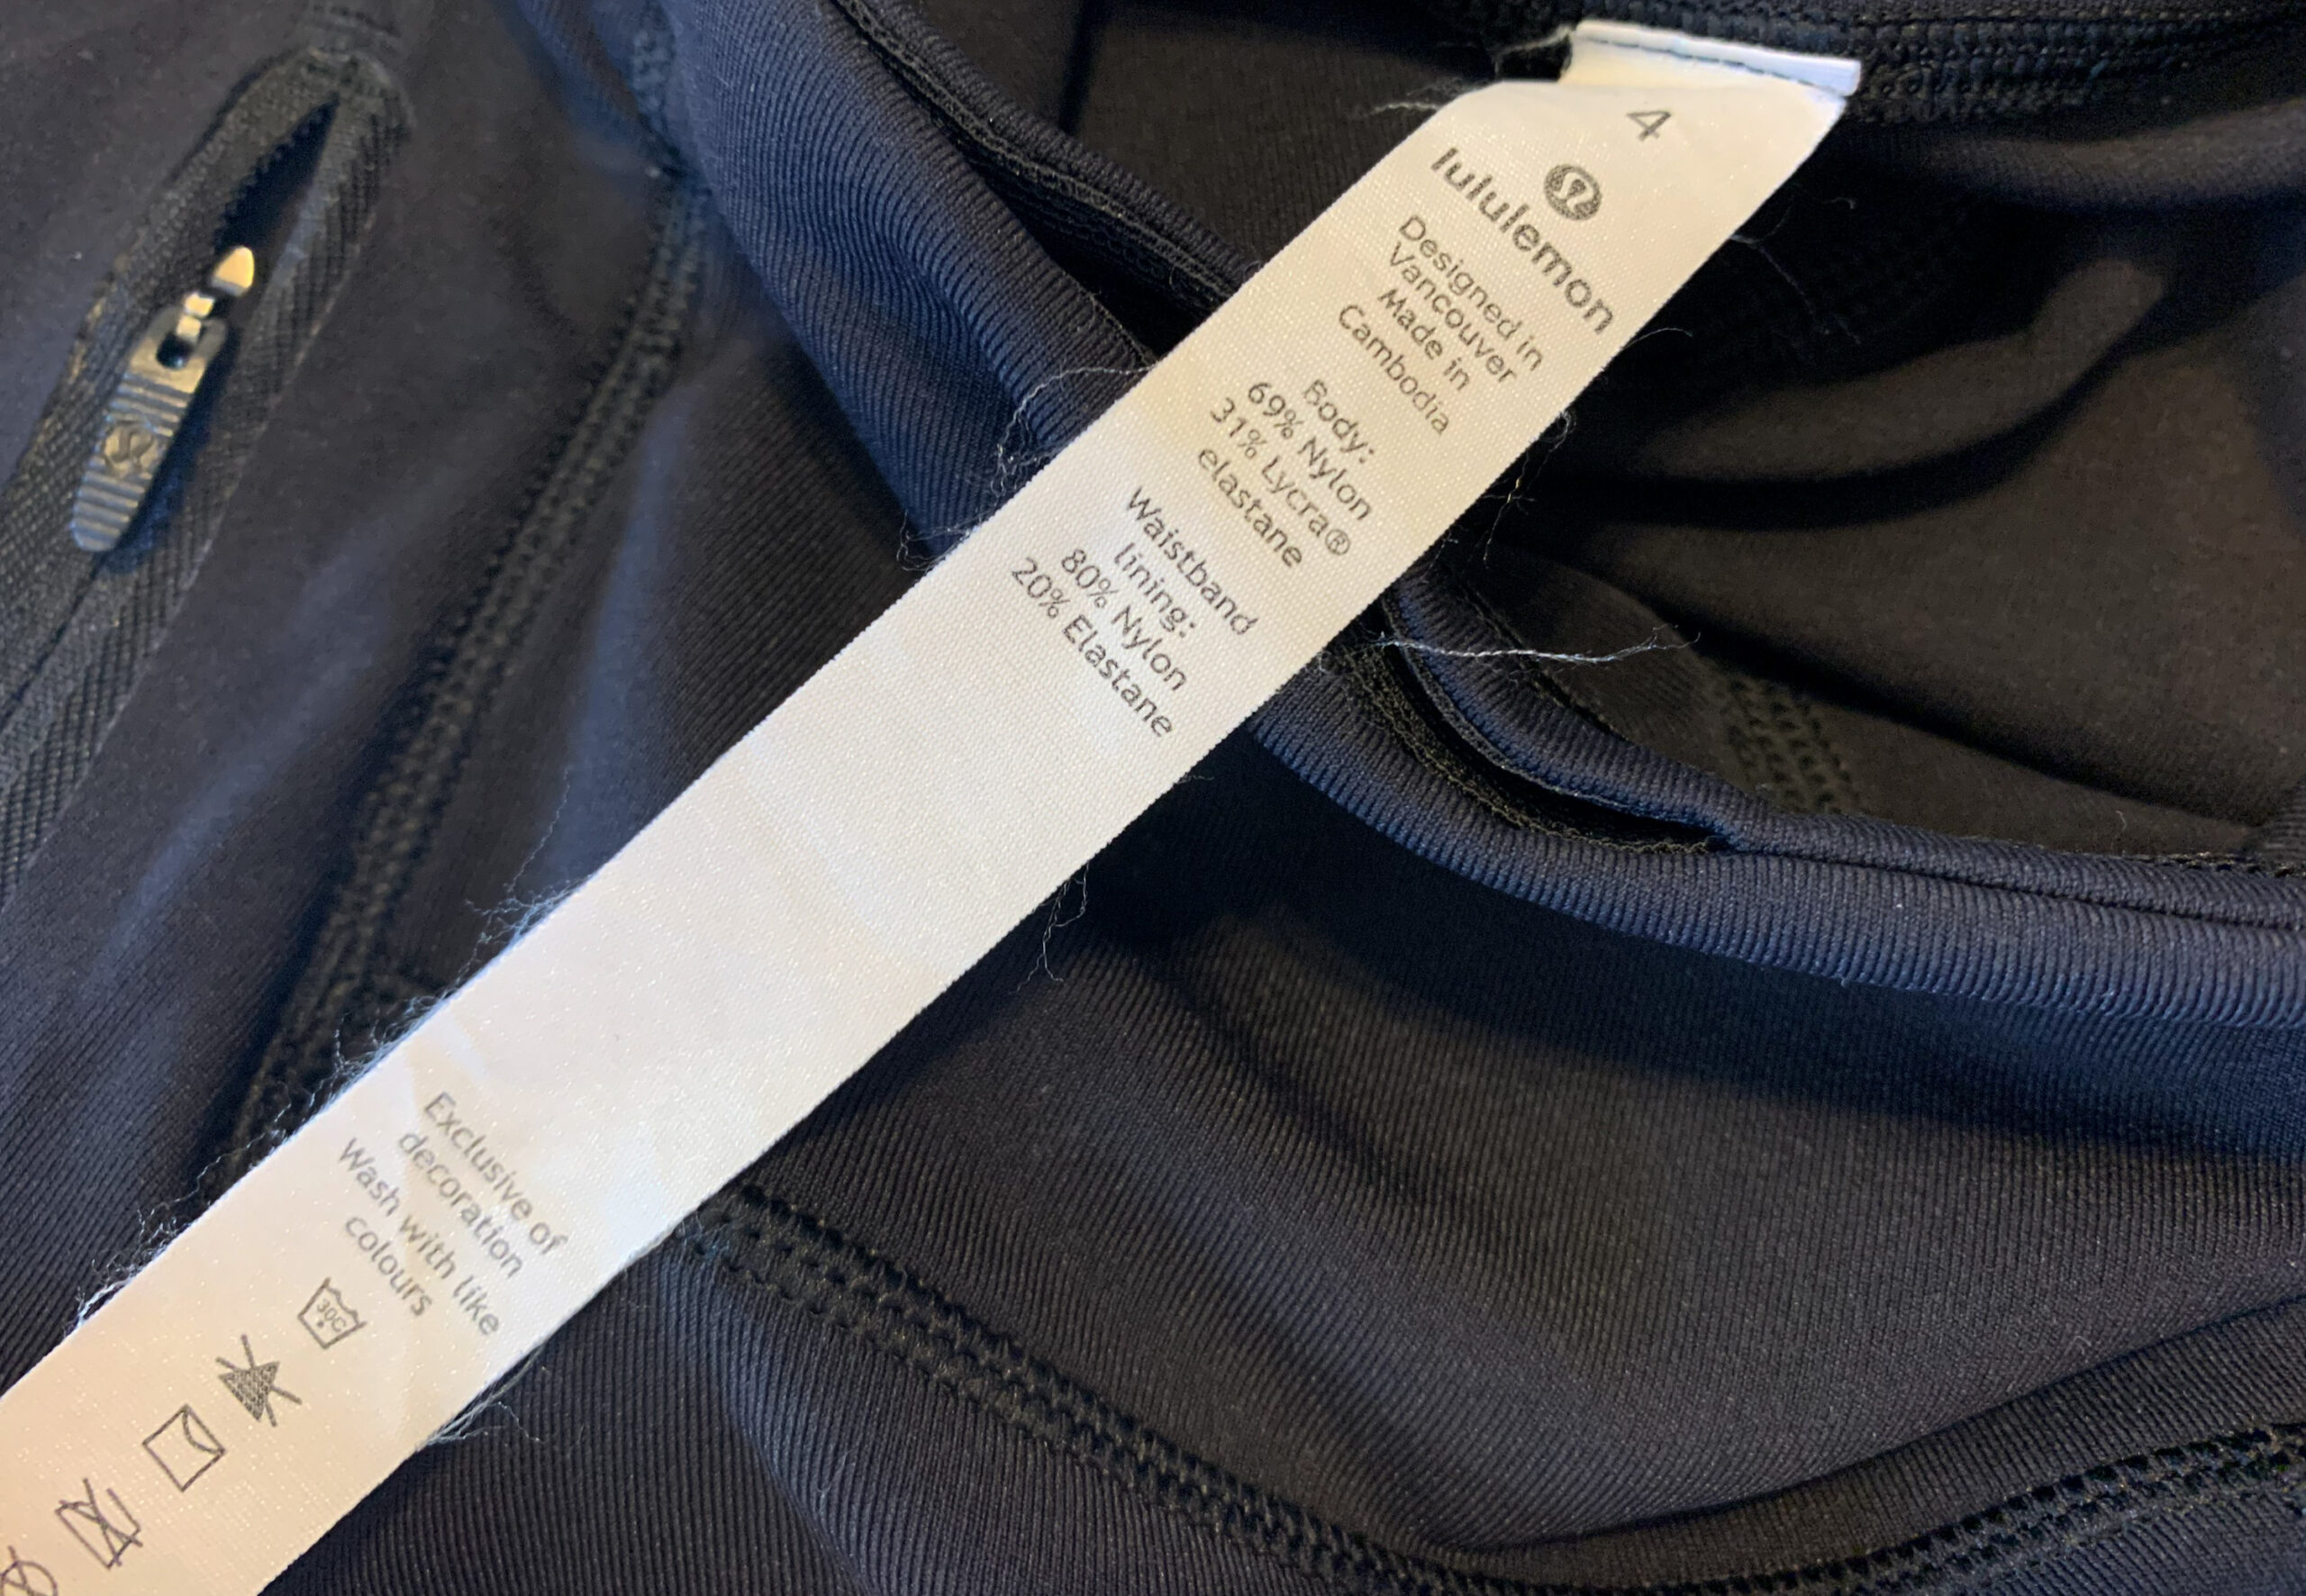 4
lululemon
Designed in
Vancouver
Made in
Cambodia
Body:
69% Nylon
31% Lycra®
elastane
Waistband
lining:
80% Nylon
20% Elastane
Exclusive of
decoration
Wash with like
colours
30C